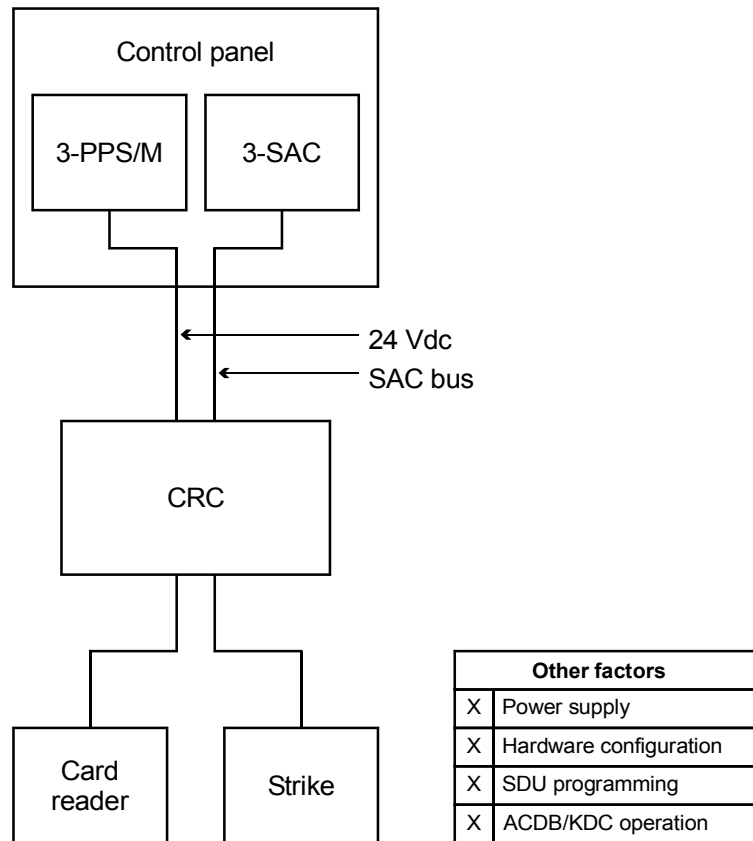 Control panel
3-PPS/M
3-SAC
24 Vdc
SAC bus
CRC
Card
reader
Strike
Other factors
X Power supply
X Hardware configuration
X SDU programming
X ACDB/KDC operation